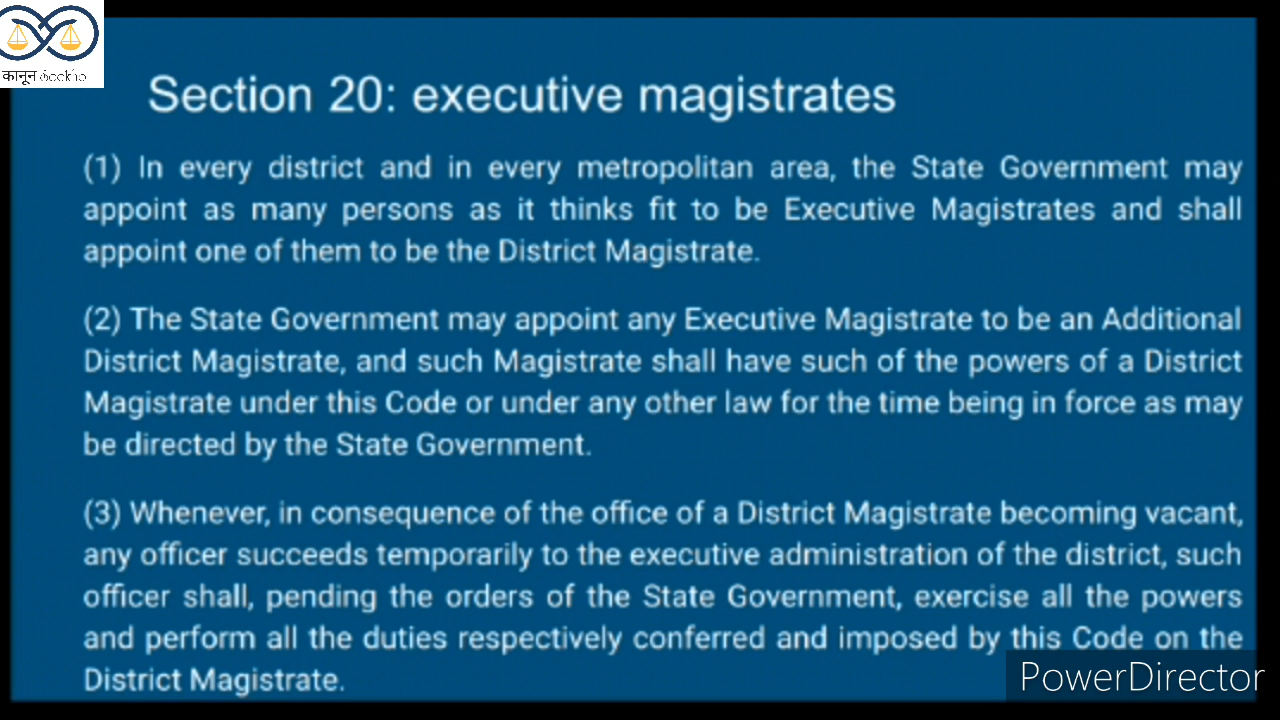 कानून देekho
Section 20: executive magistrates
(1) In every district and in every metropolitan area, the State Government may
appoint as many persons as it thinks fit to be Executive Magistrates and shall
appoint one of them to be the District Magistrate.
(2) The State Government may appoint any Executive Magistrate to be an Additional
District Magistrate, and such Magistrate shall have such of the powers of a District
Magistrate under this Code or under any other law for the time being in force as may
be directed by the State Government.
(3) Whenever, in consequence of the office of a District Magistrate becoming vacant,
any officer succeeds temporarily to the executive administration of the district, such
officer shall, pending the orders of the State Government, exercise all the powers
and perform all the duties respectively conferred and imposed by this Code on the
District Magistrate.
PowerDirector